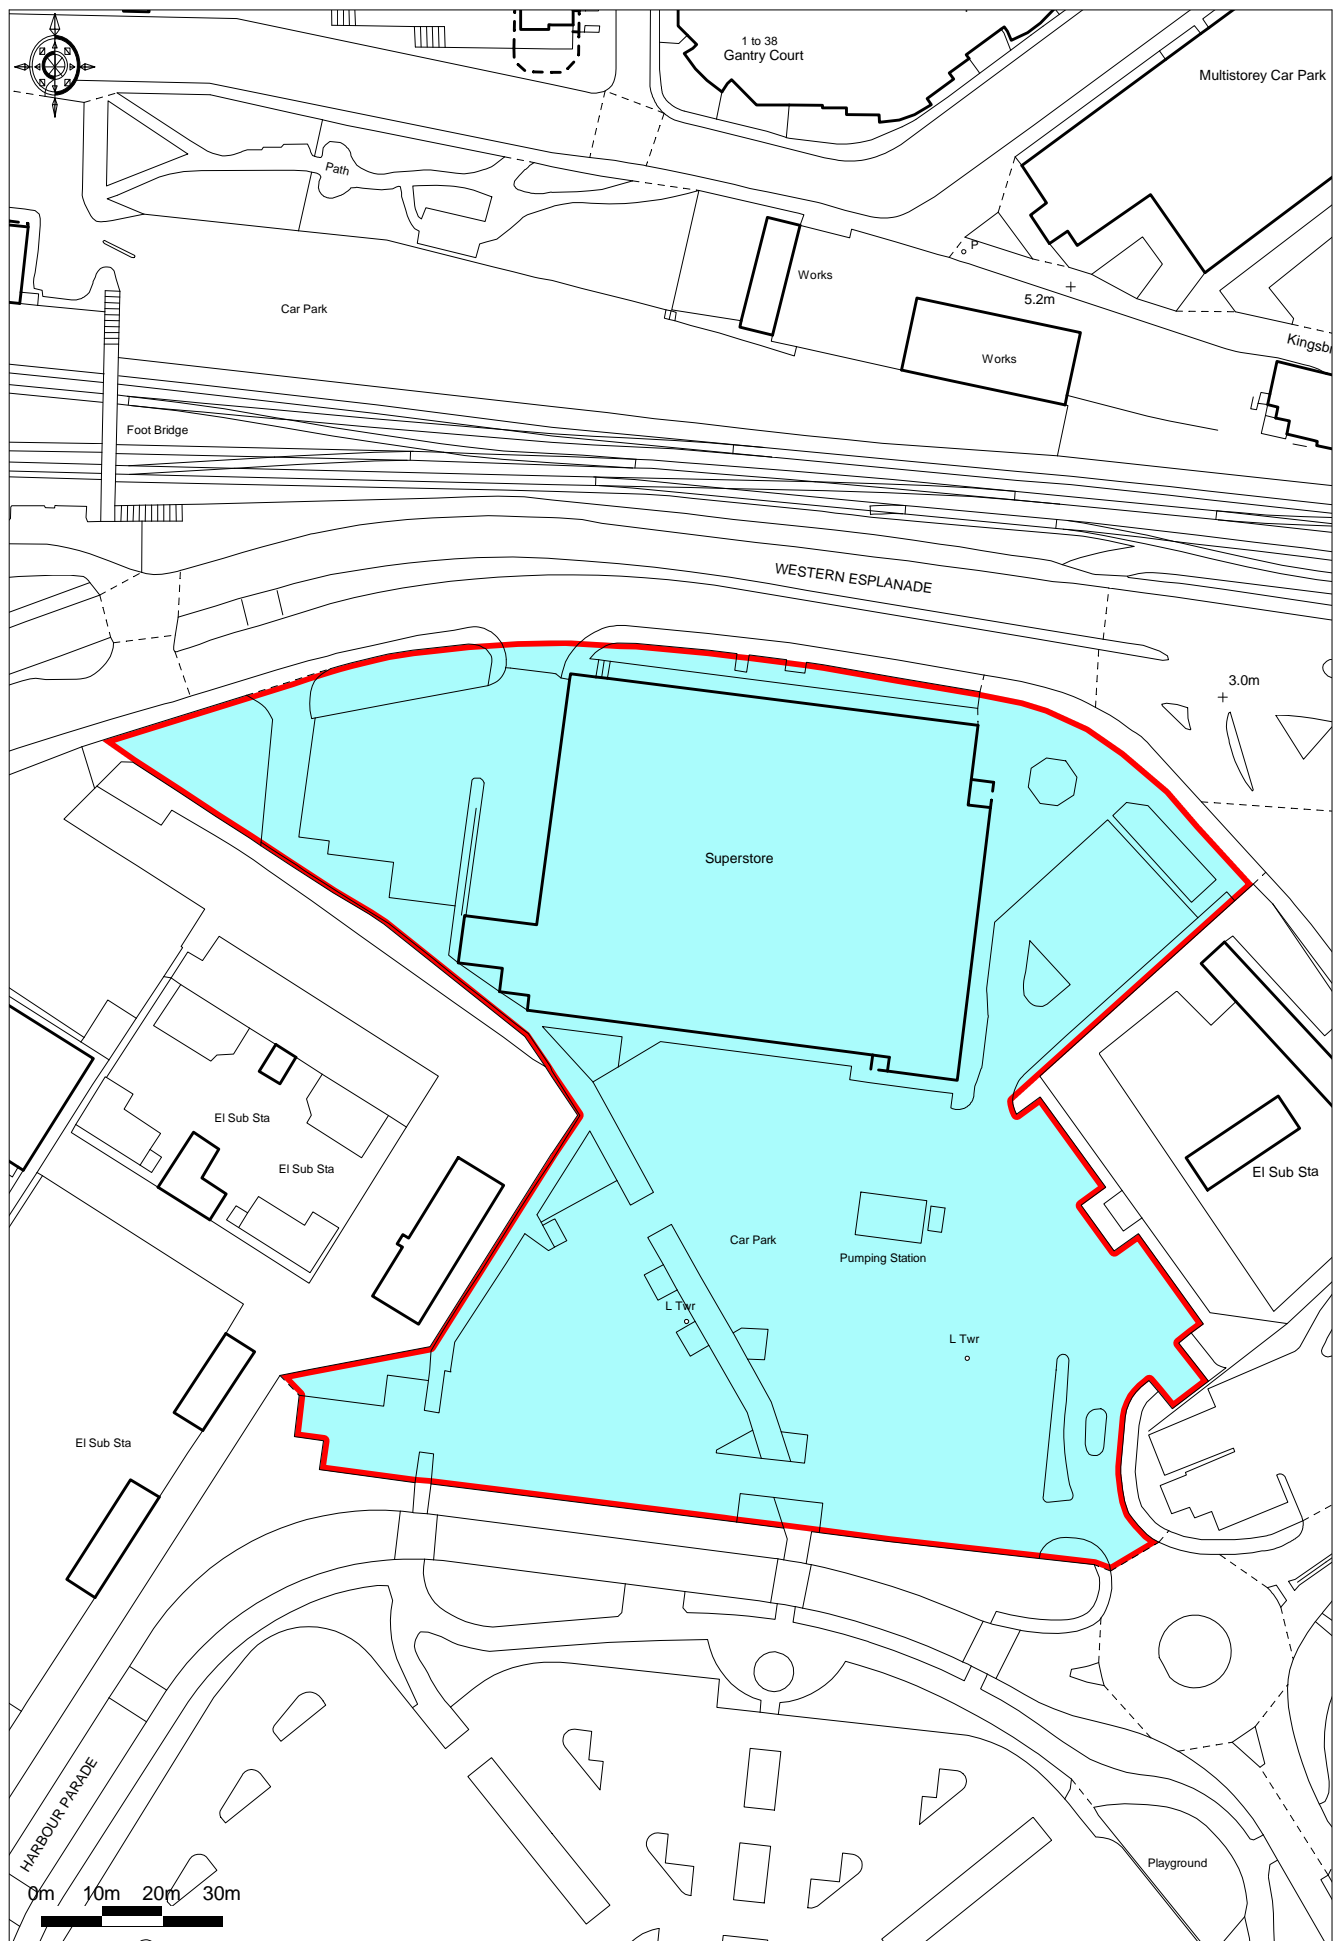 1 to 38
Gantry Court
Multistorey Car Park
Path
P
Works
5.2m
Car Park
Works
Foot Bridge
WESTERN ESPLANADE
3.0m
Superstore
El Sub Sta
El Sub Sta
El Sub Sta
Car Park
Pumping Station
L Twr
L Twr
El Sub Sta
HARBOUR PARADE
Playground
0m 10m 20m 30m